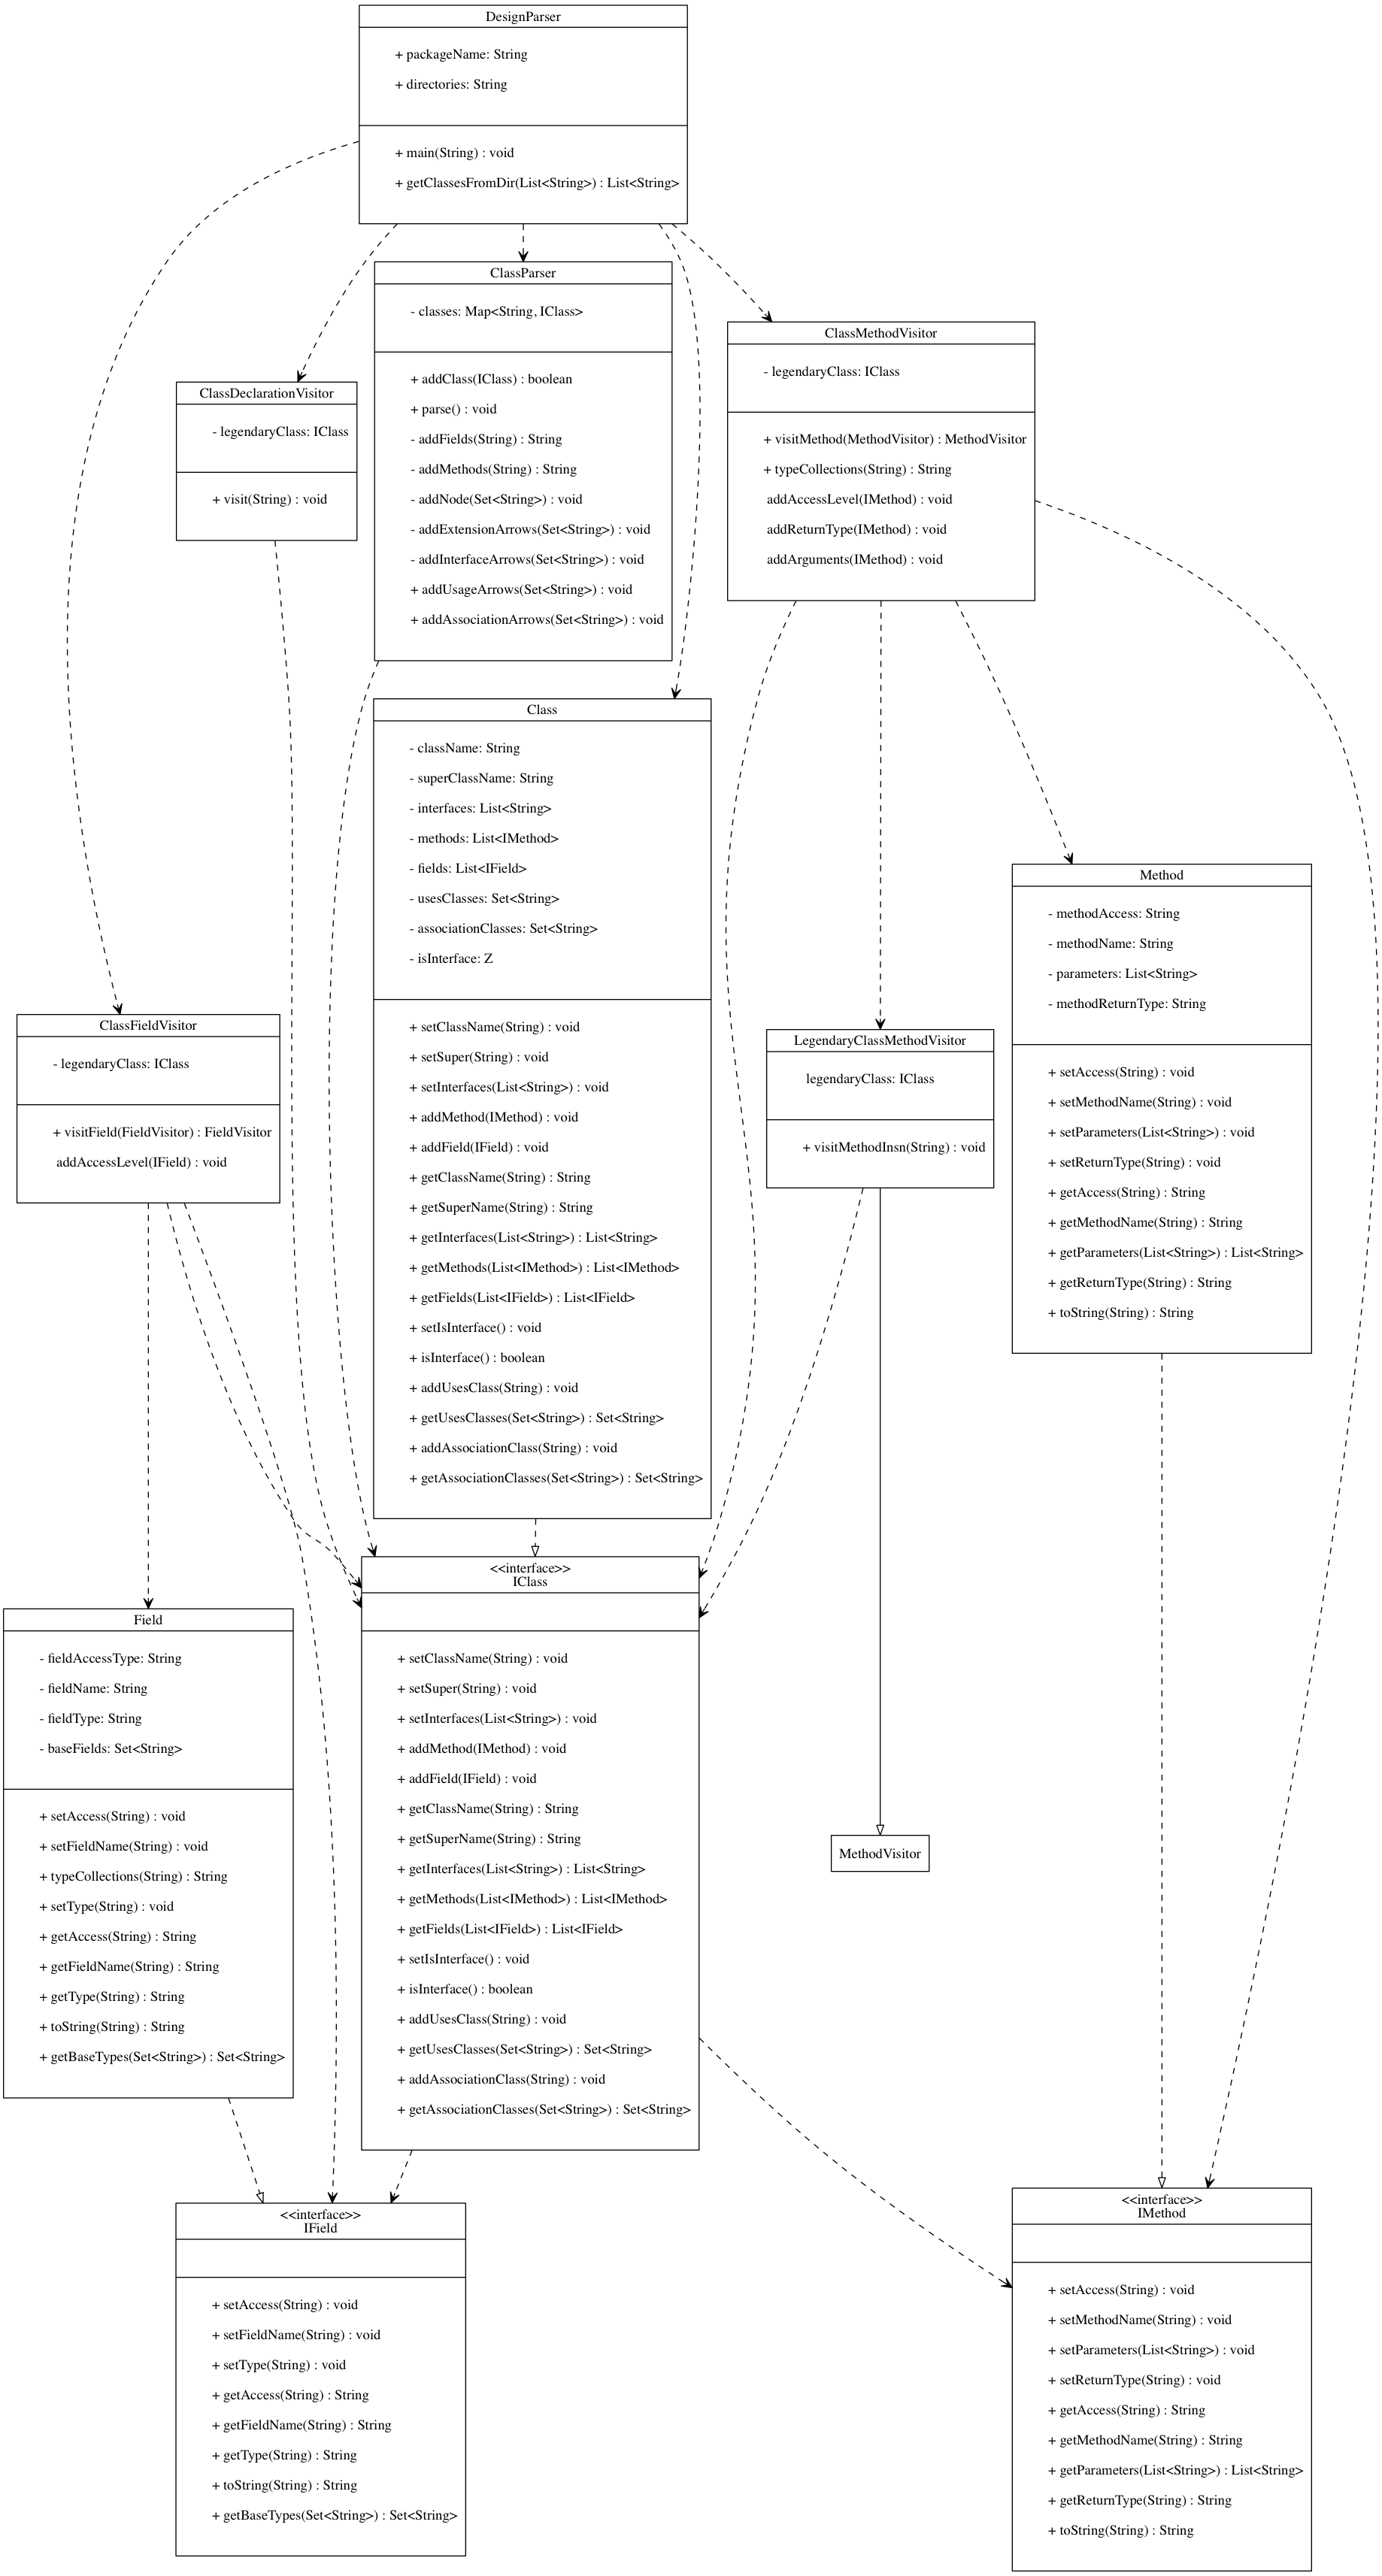 DesignParser
+ packageName: String
+ directories: String
+ main(String) : void
+ getClassesFromDir(List<String>) : List<String>
ClassParser
- classes: Map<String, IClass>
+ addClass(IClass) : boolean
+ parse() : void
- addFields(String) : String
- addMethods(String) : String
- addNode(Set<String>) : void
- addExtensionArrows(Set<String>) : void
- addInterfaceArrows(Set<String>) : void
+ addUsageArrows(Set<String>) : void
+ addAssociationArrows(Set<String>) : void
ClassMethodVisitor
- legendaryClass: IClass
+ visitMethod(MethodVisitor) : MethodVisitor
+ typeCollections(String) : String
addAccessLevel(IMethod) : void
addReturnType(IMethod) : void
addArguments(IMethod) : void
ClassDeclarationVisitor
- legendaryClass: IClass
+ visit(String) : void
Class
- className: String
- superClassName: String
- interfaces: List<String>
- methods: List<IMethod>
- fields: List<IField>
- usesClasses: Set<String>
- associationClasses: Set<String>
- isInterface: Z
+ setClassName(String) : void
+ setSuper(String) : void
+ setInterfaces(List<String>) : void
+ addMethod(IMethod) : void
+ addField(IField) : void
+ getClassName(String) : String
+ getSuperName(String) : String
+ getInterfaces(List<String>) : List<String>
+ getMethods(List<IMethod>) : List<IMethod>
+ getFields(List<IField>) : List<IField>
+ setIsInterface() : void
+ isInterface() : boolean
+ addUsesClass(String) : void
+ getUsesClasses(Set<String>) : Set<String>
+ addAssociationClass(String) : void
+ getAssociationClasses(Set<String>) : Set<String>
Method
- methodAccess: String
- methodName: String
- parameters: List<String>
- methodReturnType: String
+ setAccess(String) : void
+ setMethodName(String) : void
+ setParameters(List<String>) : void
+ setReturnType(String) : void
+ getAccess(String) : String
+ getMethodName(String) : String
+ getParameters(List<String>) : List<String>
+ getReturnType(String) : String
+ toString(String) : String
ClassFieldVisitor
- legendaryClass: IClass
+ visitField(FieldVisitor) : FieldVisitor
addAccessLevel(IField) : void
LegendaryClassMethodVisitor
legendaryClass: IClass
+ visitMethodInsn(String) : void
<<interface>>
IClass
+ setClassName(String) : void
+ setSuper(String) : void
+ setInterfaces(List<String>) : void
+ addMethod(IMethod) : void
+ addField(IField) : void
+ getClassName(String) : String
+ getSuperName(String) : String
+ getInterfaces(List<String>) : List<String>
+ getMethods(List<IMethod>) : List<IMethod>
+ getFields(List<IField>) : List<IField>
+ setIsInterface() : void
+ isInterface() : boolean
+ addUsesClass(String) : void
+ getUsesClasses(Set<String>) : Set<String>
+ addAssociationClass(String) : void
+ getAssociationClasses(Set<String>) : Set<String>
Field
- fieldAccessType: String
- fieldName: String
- fieldType: String
- baseFields: Set<String>
+ setAccess(String) : void
+ setFieldName(String) : void
+ typeCollections(String) : String
+ setType(String) : void
+ getAccess(String) : String
+ getFieldName(String) : String
+ getType(String) : String
+ toString(String) : String
+ getBaseTypes(Set<String>) : Set<String>
MethodVisitor
<<interface>>
IField
+ setAccess(String) : void
+ setFieldName(String) : void
+ setType(String) : void
+ getAccess(String) : String
+ getFieldName(String) : String
+ getType(String) : String
+ toString(String) : String
+ getBaseTypes(Set<String>) : Set<String>
<<interface>>
IMethod
+ setAccess(String) : void
+ setMethodName(String) : void
+ setParameters(List<String>) : void
+ setReturnType(String) : void
+ getAccess(String) : String
+ getMethodName(String) : String
+ getParameters(List<String>) : List<String>
+ getReturnType(String) : String
+ toString(String) : String